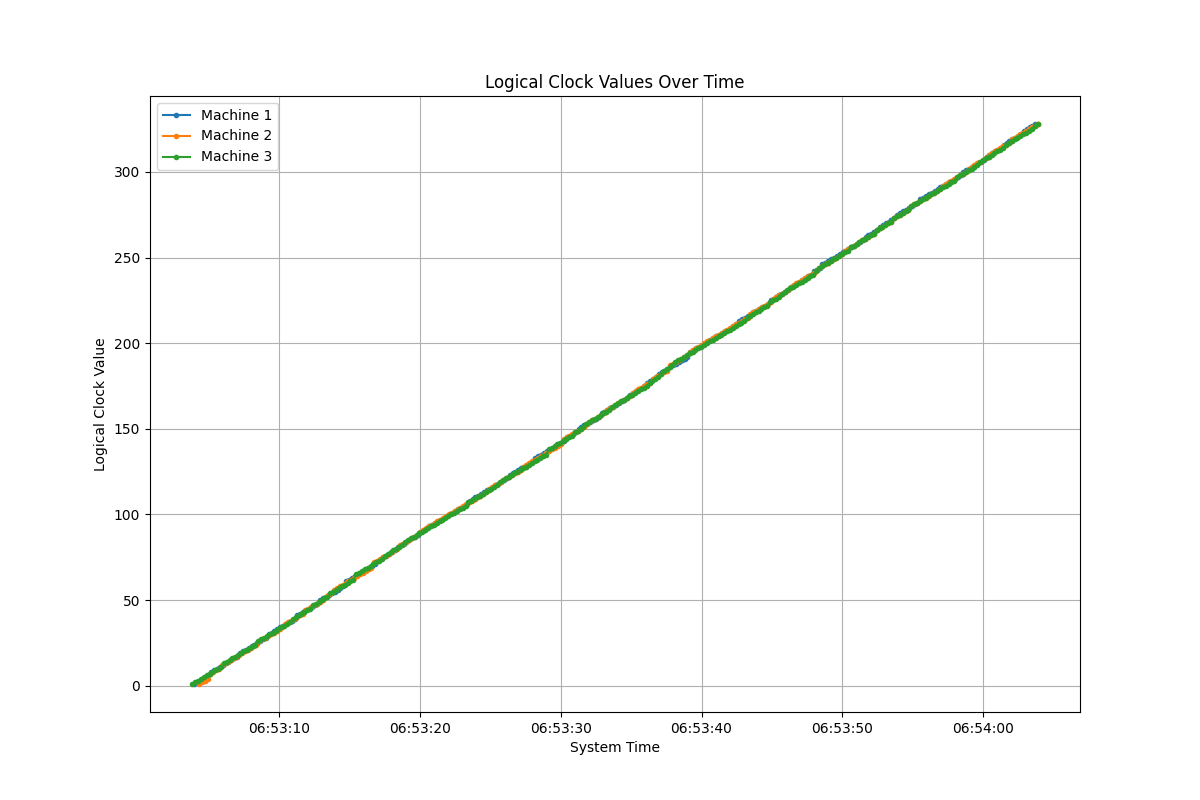 Logical Clock Values Over Time
Machine 1
Machine 2
Machine 3
Logical Clock Value
300
250
200
150
100
50
0
06:53:10 06:53:20 06:53:30 06:53:40 06:53:50 06:54:00
System Time